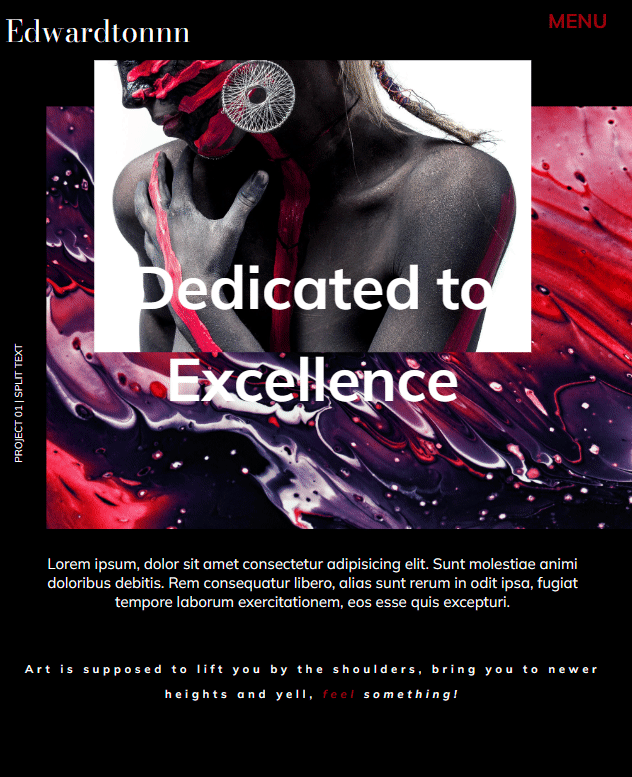 Edwardtonnn
MENU
Dedicated to
Excellence
PROJECT 01 | SPLIT TEXT
Lorem ipsum, dolor sit amet consectetur adipisicing elit. Sunt molestiae animi
doloribus debitis. Rem consequatur libero, alias sunt rerum in odit ipsa, fugiat
tempore laborum exercitationem, eos esse quis excepturi.
Art is supposed to lift you by the shoulders, bring you to newer
heights and yell, feel something!